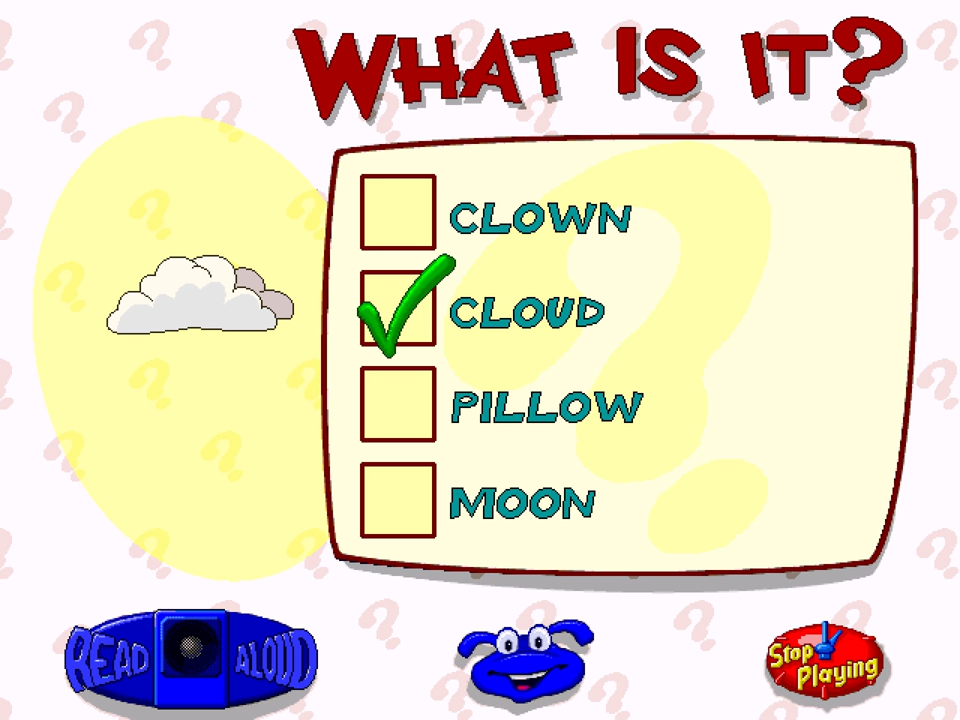 WHAT IS IT?
CLOWN
CLOUD
PILLOW
MOON
READ ALOUD
Stop
Playing